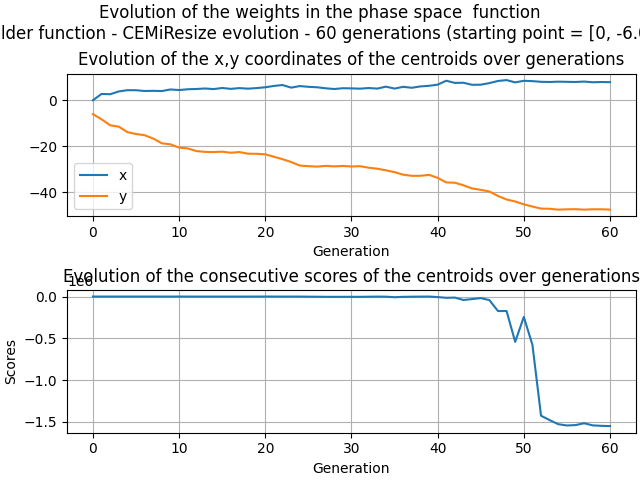 Evolution of the weights in the phase space  function
lder function - CEMiResize evolution - 60 generations (starting point = [0, -6.0
Evolution of the x,y coordinates of the centroids over generations
0
−20
−40
x
y
0 10 20 30 40 50 60
Generation
Evolution of the consecutive scores of the centroids over generations
1e6
0.0
−0.5
−1.0
−1.5
Scores
0 10 20 30 40 50 60
Generation